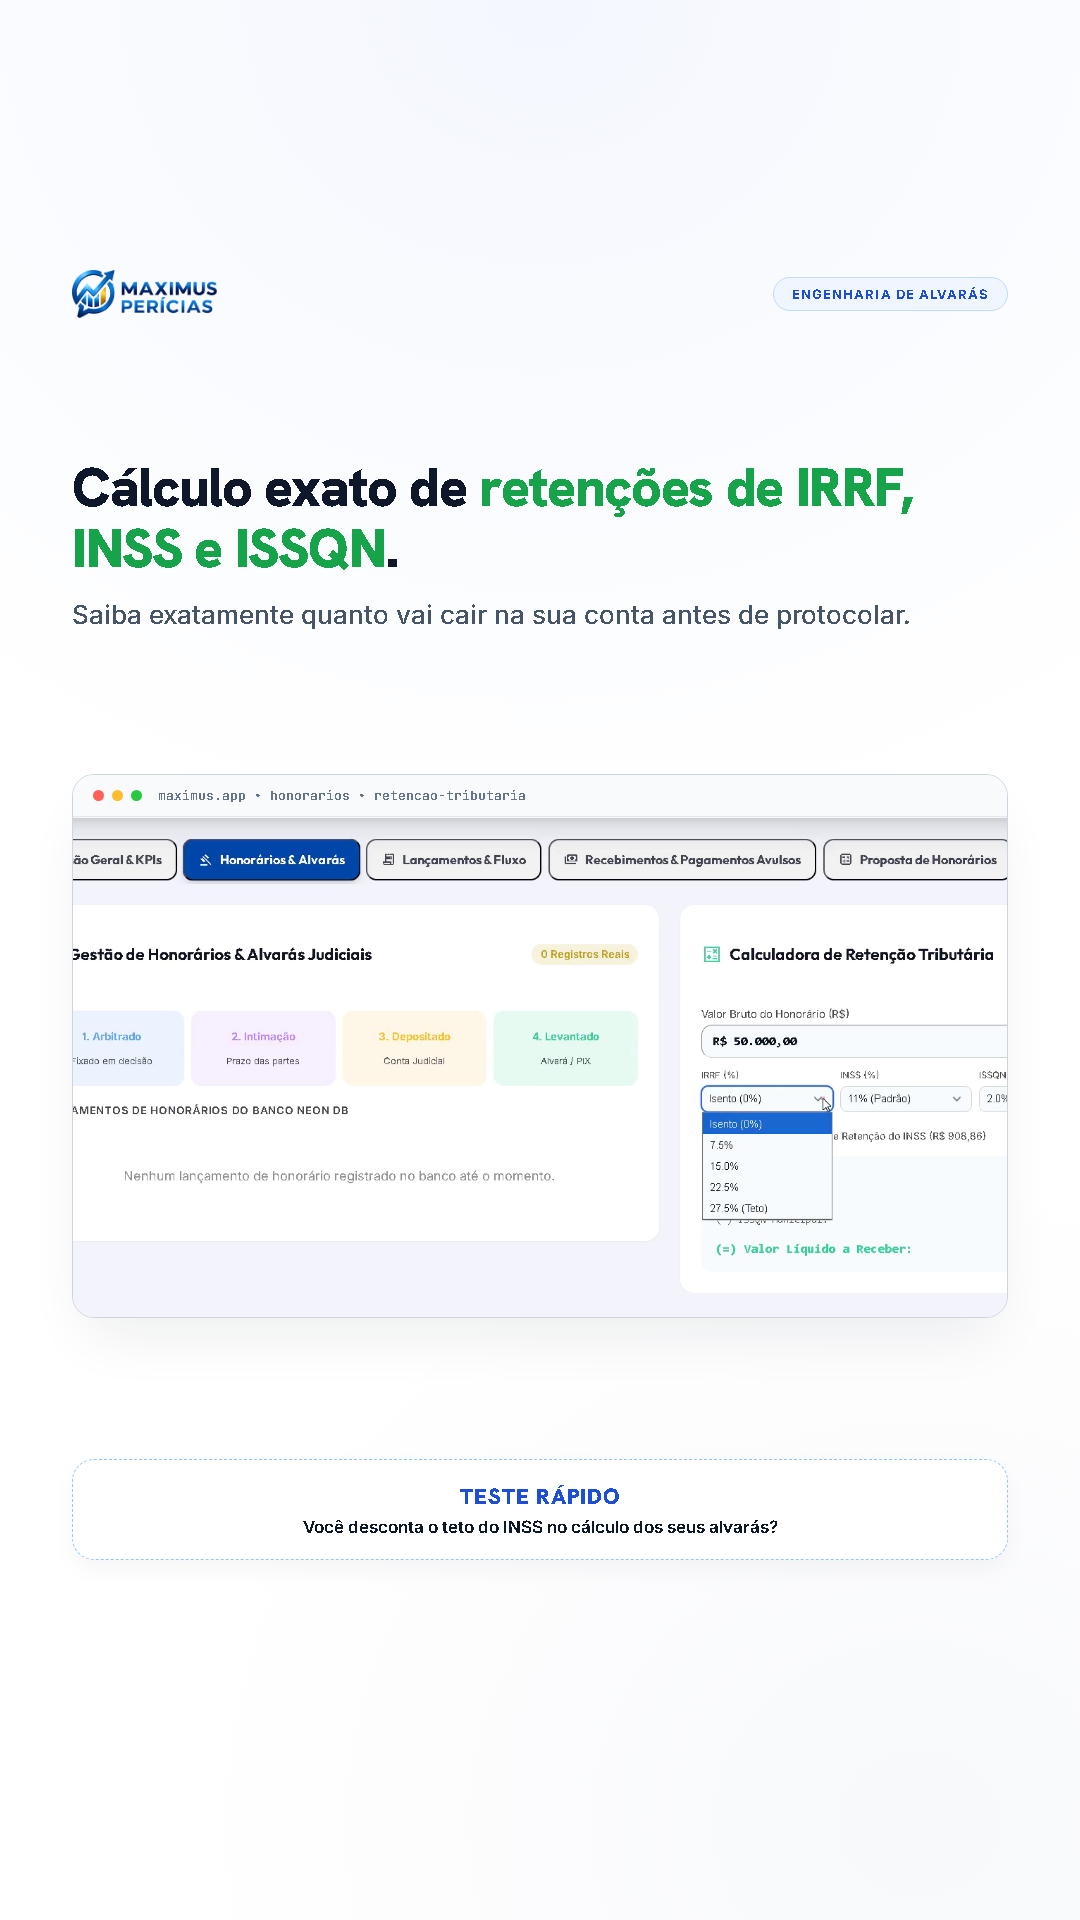 MAXIMUS
PERÍCIAS
ENGENHARIA DE ALVARÁS
Cálculo exato de retenções de IRRF,
INSS e ISSQN.
Saiba exatamente quanto vai cair na sua conta antes de protocolar.
maximus.app • honorarios • retencao-tributaria
ão Geral & KPIs
Honorários & Alvarás
Lançamentos & Fluxo
Recebimentos & Pagamentos Avulsos
Proposta de Honorários
Gestão de Honorários & Alvarás Judiciais
0 Registros Reais
1. Arbitrado
Fixado em decisão
2. Intimação
Prazo das partes
3. Depositado
Conta Judicial
4. Levantado
Alvará / PIX
AMENTOS DE HONORÁRIOS DO BANCO NEON DB
Nenhum lançamento de honorário registrado no banco até o momento.
Calculadora de Retenção Tributária
Valor Bruto do Honorário (R$)
R$ 50.000,00
IRRF (%)
INSS (%)
ISSQN
Isento (0%)
11% (Padrão)
2.0%
Isento (0%)
7.5%
15.0%
22.5%
27.5% (Teto)
e Retenção do INSS (R$ 908,86)
(=) Valor Líquido a Receber:
TESTE RÁPIDO
Você desconta o teto do INSS no cálculo dos seus alvarás?